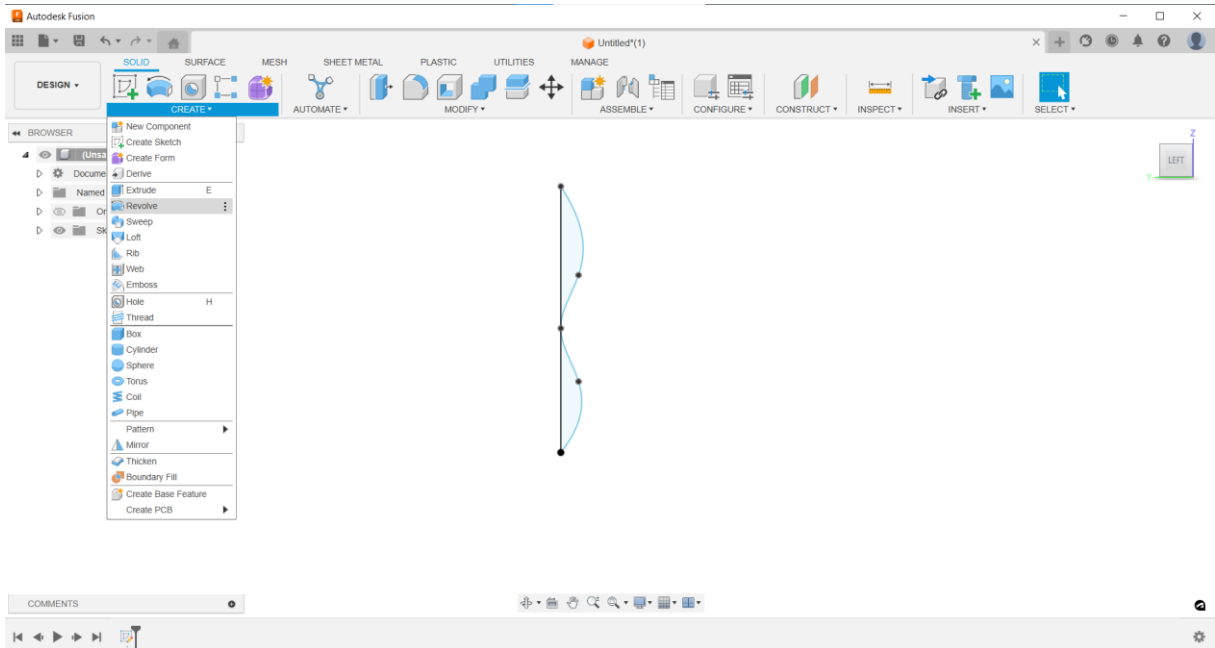 Autodesk Fusion
Untitled*(1)
SOLID SURFACE MESH SHEET METAL PLASTIC UTILITIES MANAGE
DESIGN
CREATE AUTOMATE MODIFY ASSEMBLE CONFIGURE CONSTRUCT INSPECT INSERT SELECT
BROWSER
(Unsa
Docume
Named
Or
Sk
New Component
Create Sketch
Create Form
Derive
Extrude E
Revolve
Sweep
Loft
Rib
Web
Emboss
Hole H
Thread
Box
Cylinder
Sphere
Torus
Coil
Pipe
Pattern
Mirror
Thicken
Boundary Fill
Create Base Feature
Create PCB
Z
LEFT
Y
COMMENTS